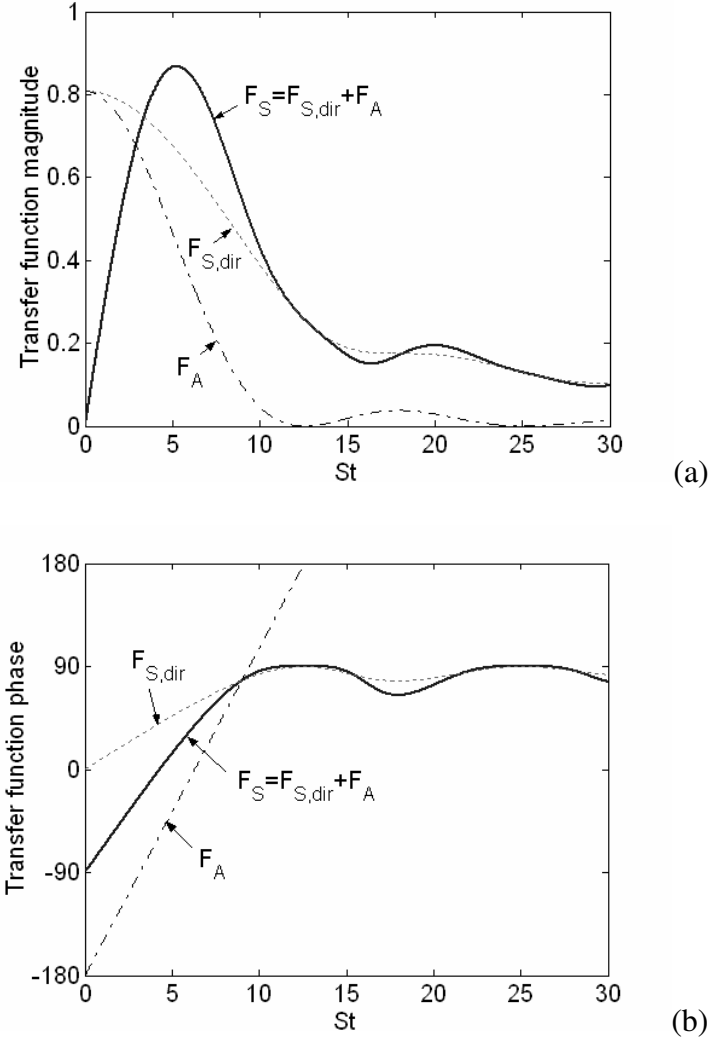 Transfer function magnitude
1
0.8
0.6
0.4
0.2
0
F_S=F_S,dir+F_A
F_S,dir
F_A
0 5 10 15 20 25 30
St
(a)
Transfer function phase
180
90
0
-90
-180
F_S,dir
F_S=F_S,dir+F_A
F_A
0 5 10 15 20 25 30
St
(b)